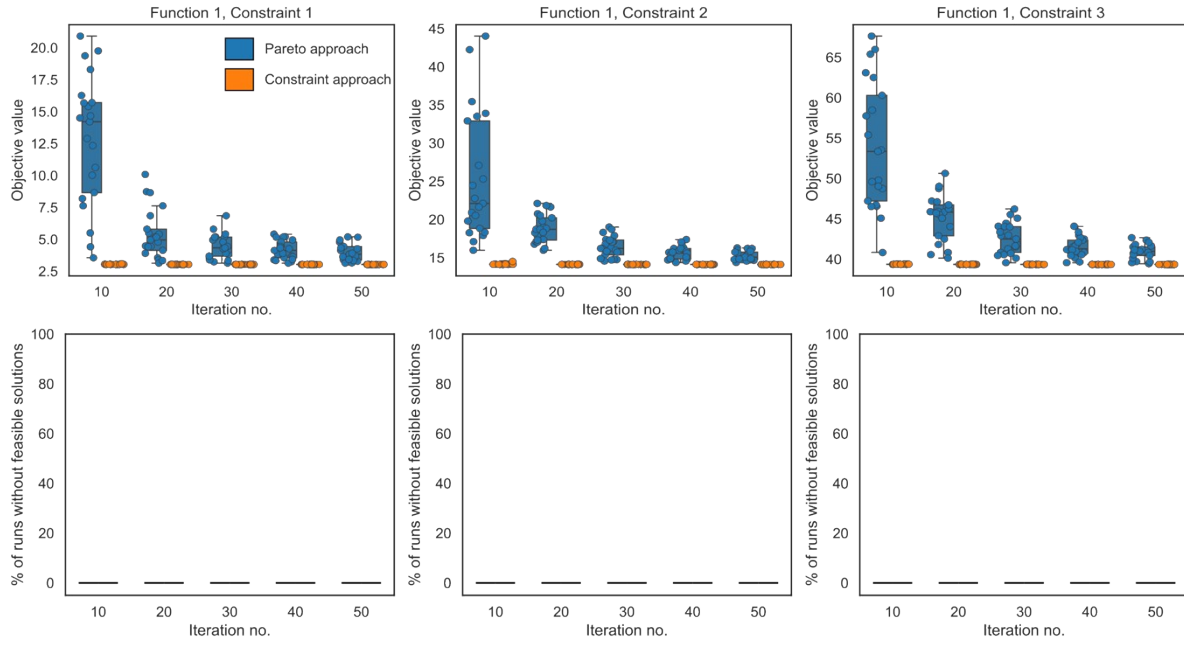 Function 1, Constraint 1
Objective value
20.0
17.5
15.0
12.5
10.0
7.5
5.0
2.5
Pareto approach
Constraint approach
10 20 30 40 50
Iteration no.
Function 1, Constraint 2
Objective value
45
40
35
30
25
20
15
10 20 30 40 50
Iteration no.
Function 1, Constraint 3
Objective value
65
60
55
50
45
40
10 20 30 40 50
Iteration no.
% of runs without feasible solutions
100
80
60
40
20
0
10 20 30 40 50
Iteration no.
% of runs without feasible solutions
100
80
60
40
20
0
10 20 30 40 50
Iteration no.
% of runs without feasible solutions
100
80
60
40
20
0
10 20 30 40 50
Iteration no.